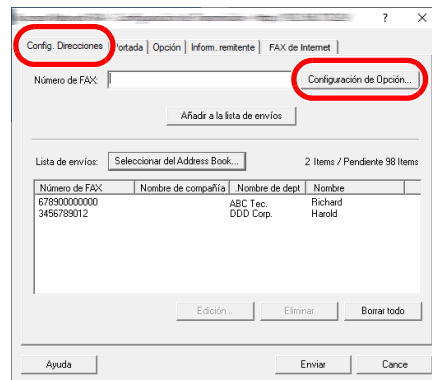 ? ×
Config. Direcciones Portada Opción Inform. remitente FAX de Internet
Número de FAX: Configuración de Opción...
Añadir a la lista de envíos
Lista de envíos: Seleccionar del Address Book... 2 Items / Pendiente 98 Items
Número de FAX Nombre de compañía .Nombre de dept Nombre
678900000000 ABC Tec. Richard
3456789012 DDD Corp. Harold
Edición... Eliminar Borrar todo
Ayuda Enviar Cance